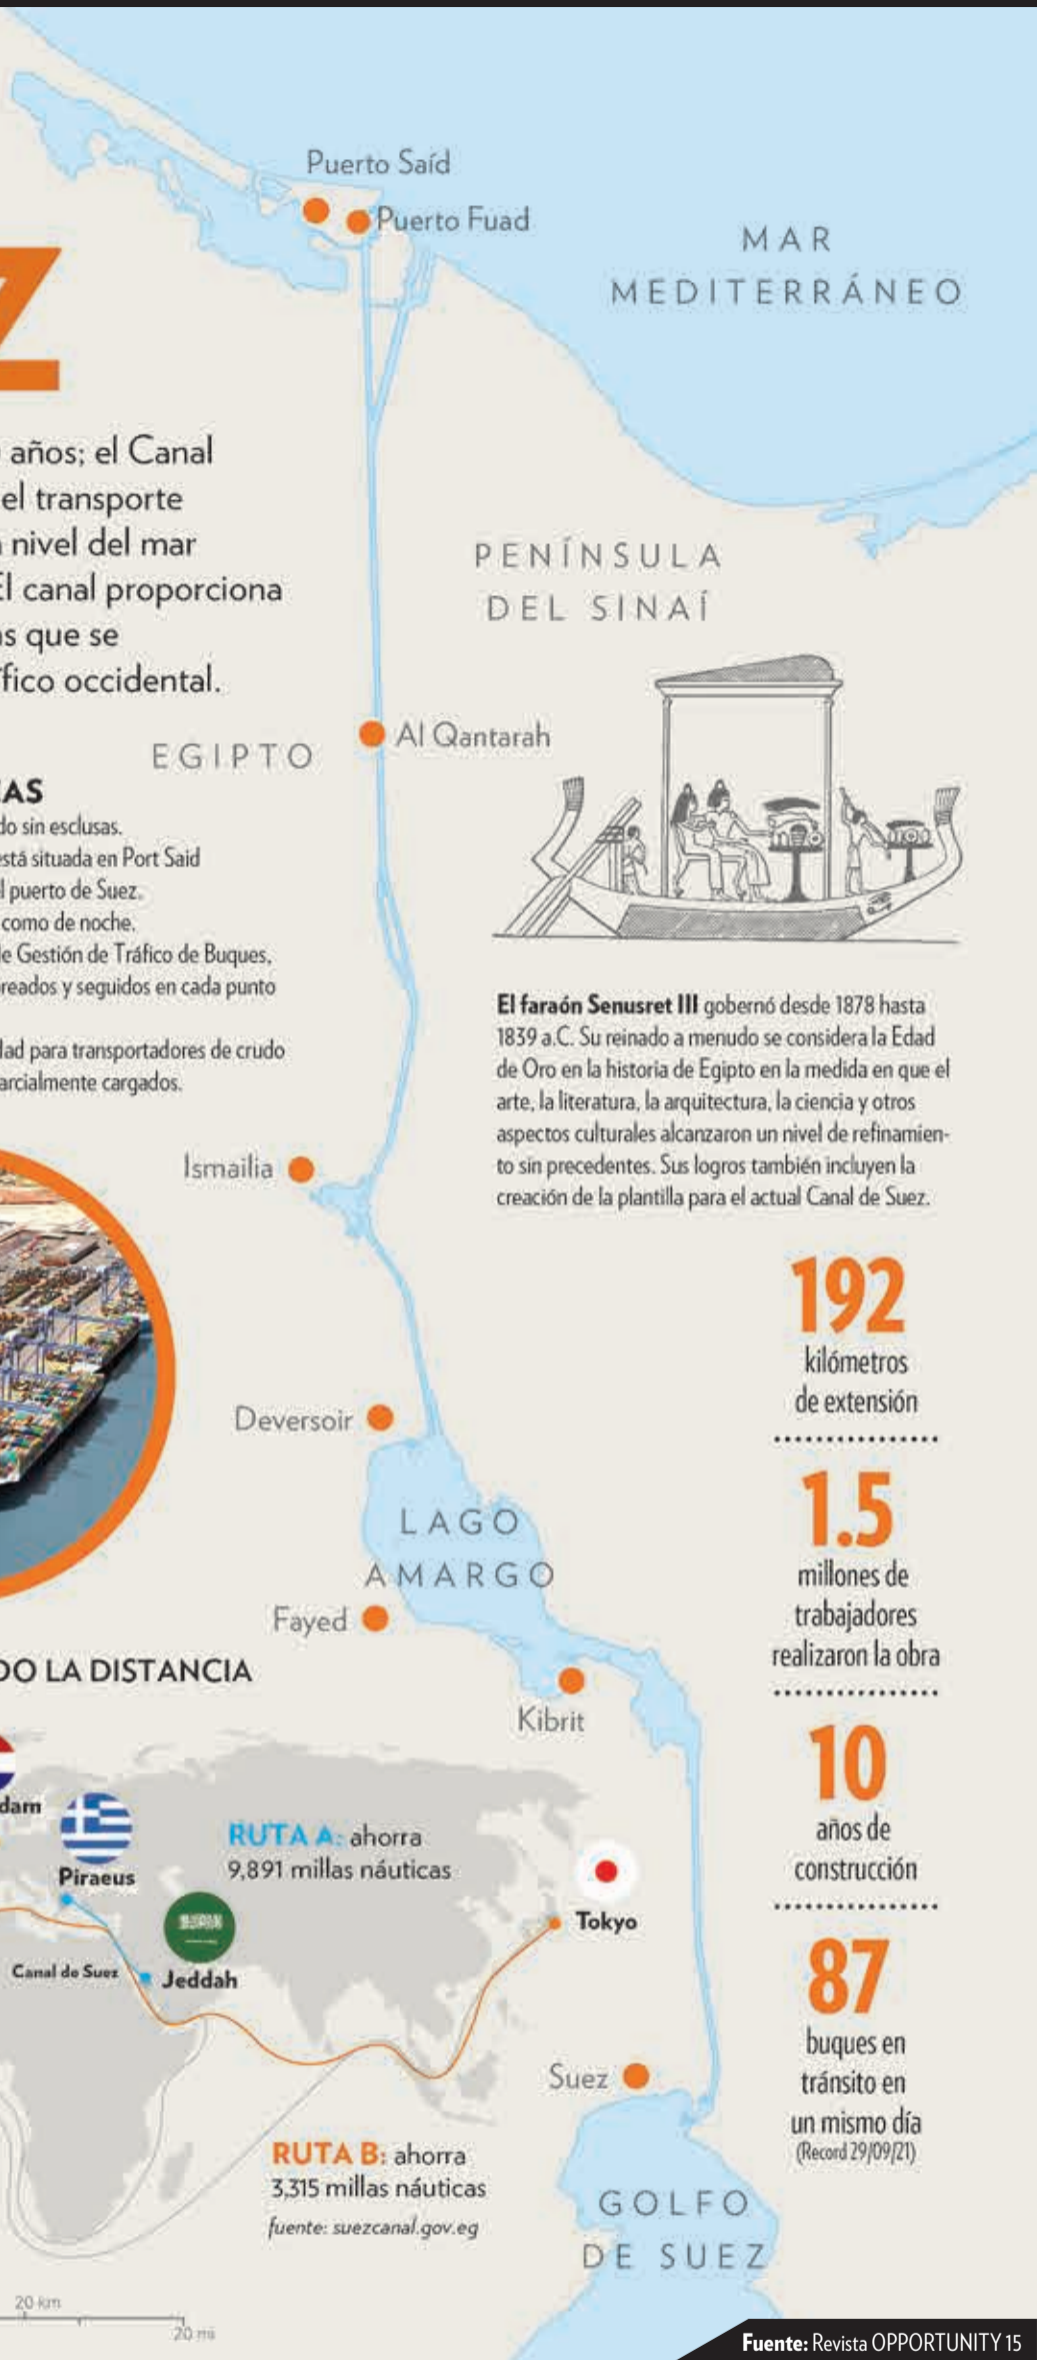 Puerto Saíd
Puerto Fuad
MAR
MEDITERRÁNEO
Z
años; el Canal
el transporte
nivel del mar
El canal proporciona
as que se
fico occidental.
PENÍNSULA
DEL SINAÍ
Al Qantarah
EGIPTO
IAS
do sin esclusas.
está situada en Port Said
l puerto de Suez.
como de noche.
de Gestión de Tráfico de Buques,
reados y seguidos en cada punto
dad para transportadores de crudo
arcialmente cargados.
El faraón Senusret III gobernó desde 1878 hasta
1839 a.C. Su reinado a menudo se considera la Edad
de Oro en la historia de Egipto en la medida en que el
arte, la literatura, la arquitectura, la ciencia y otros
aspectos culturales alcanzaron un nivel de refinamien-
to sin precedentes. Sus logros también incluyen la
creación de la plantilla para el actual Canal de Suez.
Ismailia
Deversoir
LAGO
AMARGO
Fayed
Kibrit
192
kilómetros
de extensión
1.5
millones de
trabajadores
realizaron la obra
10
años de
construcción
87
buques en
tránsito en
un mismo día
(Record 29/09/21)
DO LA DISTANCIA
dam
Piraeus
RUTA A: ahorra
9,891 millas náuticas
Tokyo
Canal de Suez
Jeddah
Suez
RUTA B: ahorra
3,315 millas náuticas
fuente: suezcanal.gov.eg
GOLFO
DE SUEZ
20 km
20 mi
Fuente: Revista OPPORTUNITY 15